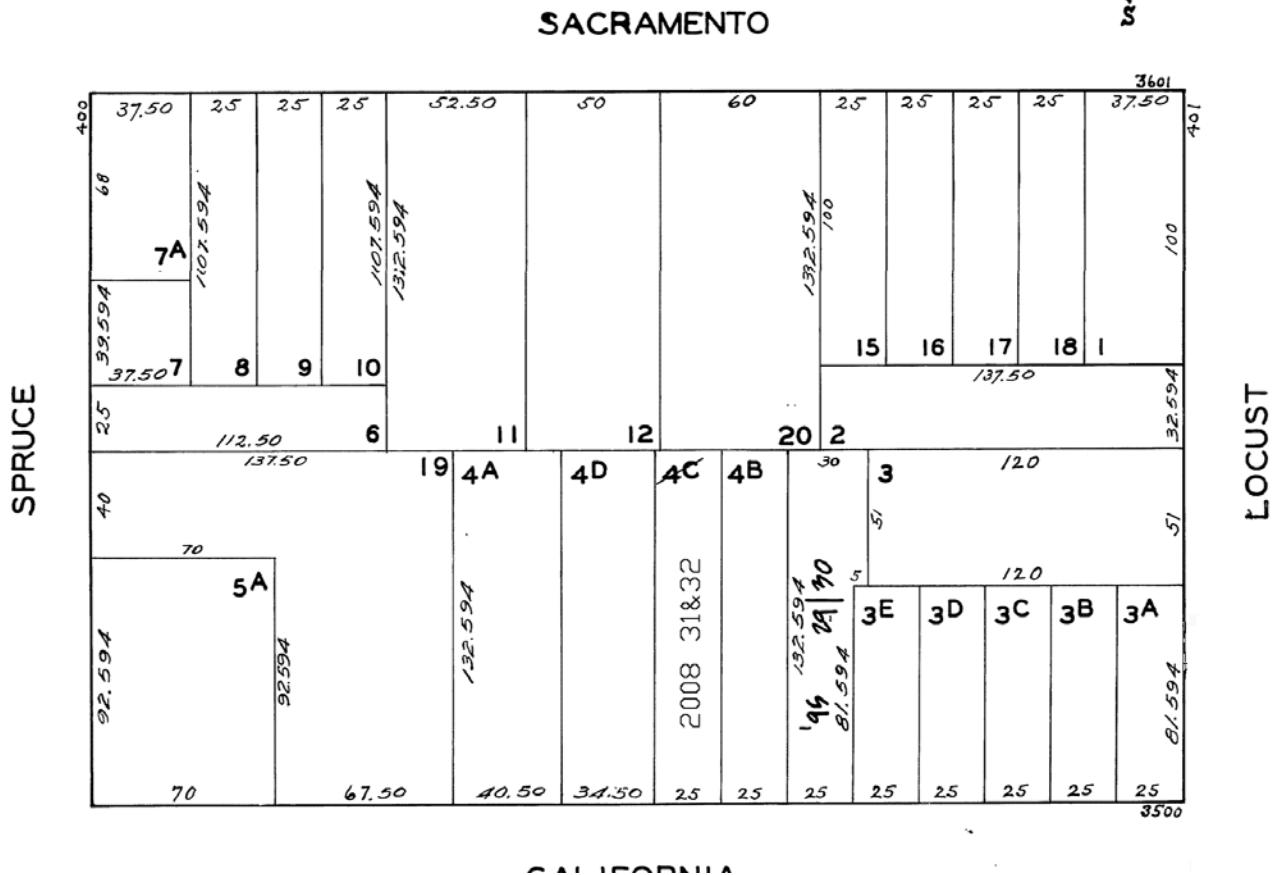 SACRAMENTO
3601
400 37.50 25 25 25 52.50 50 60 25 25 25 25 37.50 401
68 107.594 107.594 132.594 132.594 100 100
7A
39.594
37.50 7 8 9 10 15 16 17 18 1
137.50
25 32.594
112.50 6 11 12 20 2
SPRUCE
LOCUST
137.50 19 4A 4D 4C 4B 30 3 120
40 51 51
70 5 120
5A 3E 3D 3C 3B 3A
92.594 92594 132.594 2008 31&32 132.594 '95 29/30 81.594 81.594
70 67.50 40.50 34.50 25 25 25 25 25 25 25 25
3500
CALIFORNIA